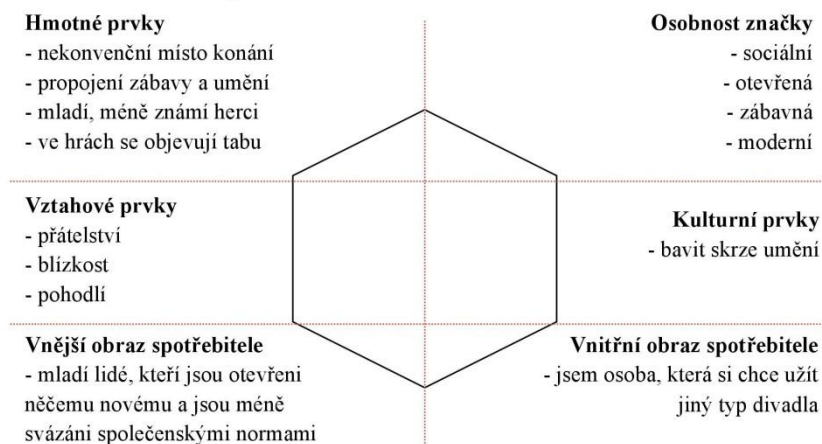 Hmotné prvky
- nekonvenční místo konání
- propojení zábavy a umění
- mladí, méně známí herci
- ve hrách se objevují tabu
Osobnost značky
- sociální
- otevřená
- zábavná
- moderní
Vztahové prvky
- přátelství
- blízkost
- pohodlí
Kulturní prvky
- bavit skrze umění
Vnější obraz spotřebitele
- mladí lidé, kteří jsou otevřeni
něčemu novému a jsou méně
svázáni společenskými normami
Vnitřní obraz spotřebitele
- jsem osoba, která si chce užít
jiný typ divadla